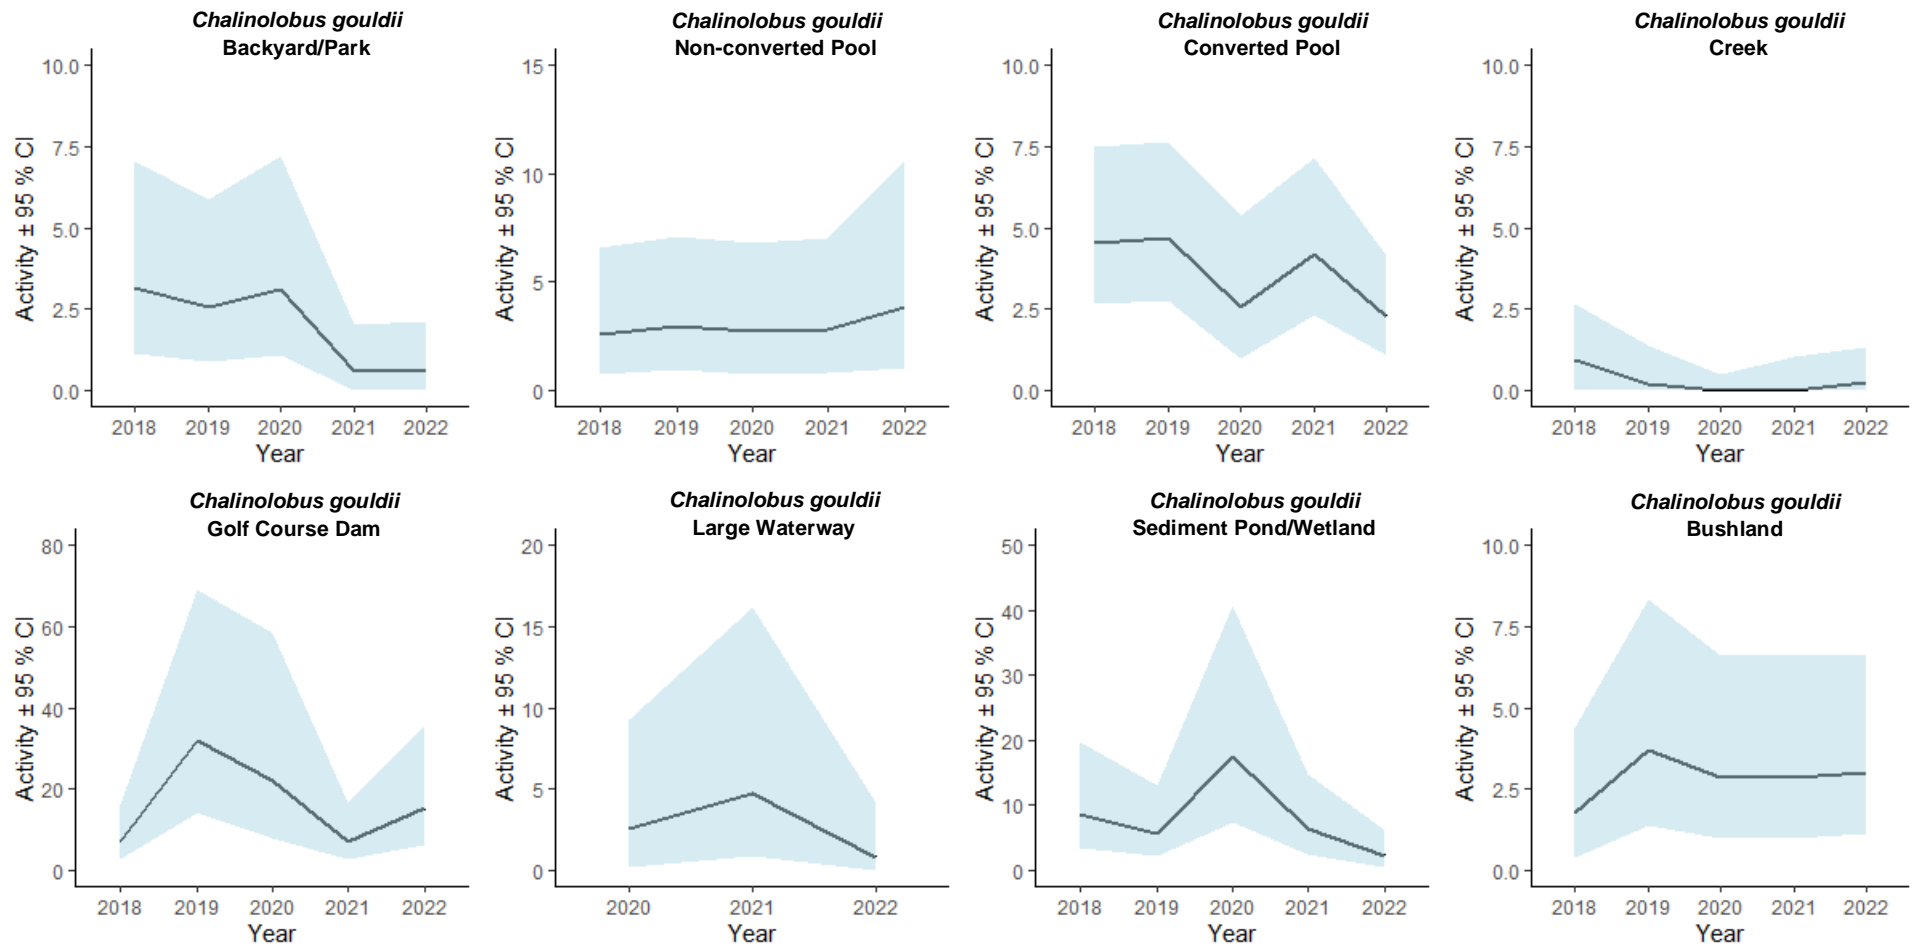 Chalinolobus gouldii
Backyard/Park
10.0
7.5
5.0
2.5
0.0
Activity ± 95 % CI
2018 2019 2020 2021 2022
Year
Chalinolobus gouldii
Non-converted Pool
15
10
5
0
Activity ± 95 % CI
2018 2019 2020 2021 2022
Year
Chalinolobus gouldii
Converted Pool
10.0
7.5
5.0
2.5
0.0
Activity ± 95 % CI
2018 2019 2020 2021 2022
Year
Chalinolobus gouldii
Creek
10.0
7.5
5.0
2.5
0.0
Activity ± 95 % CI
2018 2019 2020 2021 2022
Year
Chalinolobus gouldii
Golf Course Dam
80
60
40
20
0
Activity ± 95 % CI
2018 2019 2020 2021 2022
Year
Chalinolobus gouldii
Large Waterway
20
15
10
5
0
Activity ± 95 % CI
2020 2021 2022
Year
Chalinolobus gouldii
Sediment Pond/Wetland
50
40
30
20
10
0
Activity ± 95 % CI
2018 2019 2020 2021 2022
Year
Chalinolobus gouldii
Bushland
10.0
7.5
5.0
2.5
0.0
Activity ± 95 % CI
2018 2019 2020 2021 2022
Year